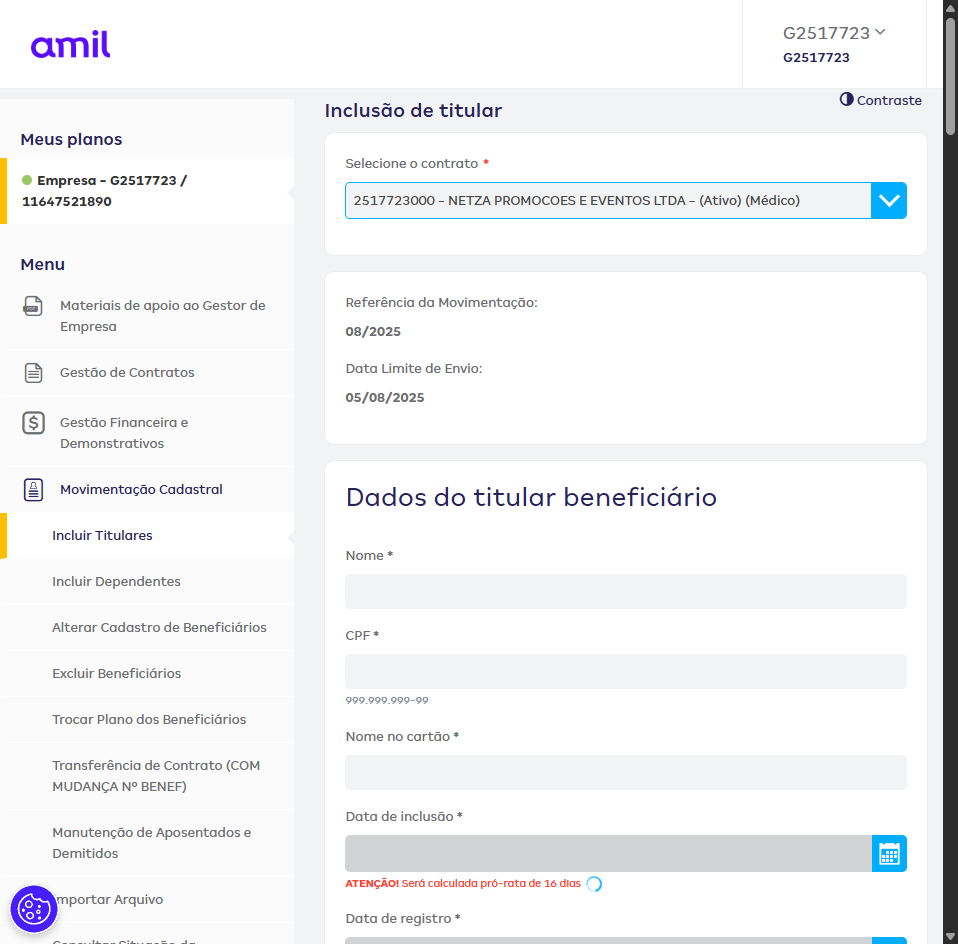 amil
G2517723
G2517723
Contraste
Meus planos
Empresa - G2517723 /
11647521890
Menu
Materiais de apoio ao Gestor de
Empresa
Gestão de Contratos
Gestão Financeira e
Demonstrativos
Movimentação Cadastral
Incluir Titulares
Incluir Dependentes
Alterar Cadastro de Beneficiários
Excluir Beneficiários
Trocar Plano dos Beneficiários
Transferência de Contrato (COM
MUDANÇA Nº BENEF)
Manutenção de Aposentados e
Demitidos
mportar Arquivo
Consultar Situação da
Inclusão de titular
Selecione o contrato *
2517723000 - NETZA PROMOCOES E EVENTOS LTDA - (Ativo) (Médico)
Referência da Movimentação:
08/2025
Data Limite de Envio:
05/08/2025
Dados do titular beneficiário
Nome *
CPF *
999.999.999-99
Nome no cartão *
Data de inclusão *
ATENÇÃO! Será calculada pró-rata de 16 dias
Data de registro *